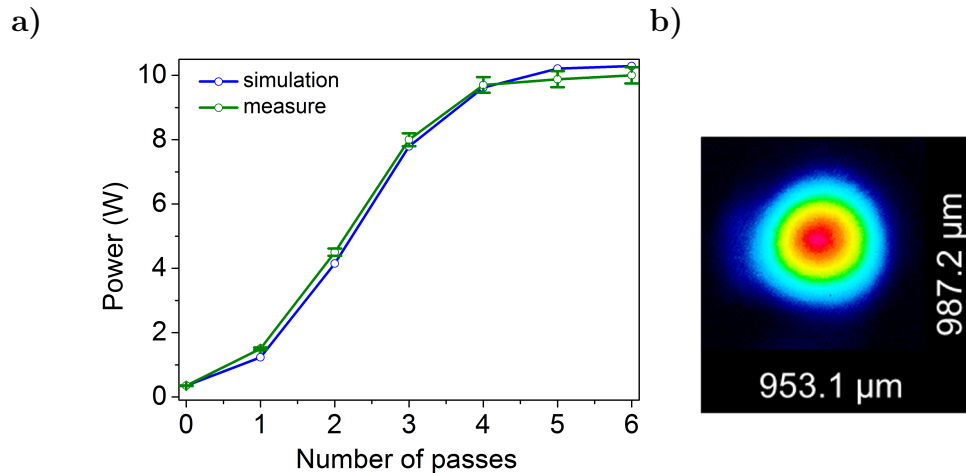 a)
b)
simulation
measure
Power (W)
10
8
6
4
2
0
0 1 2 3 4 5 6
Number of passes
987.2 µm
953.1 µm